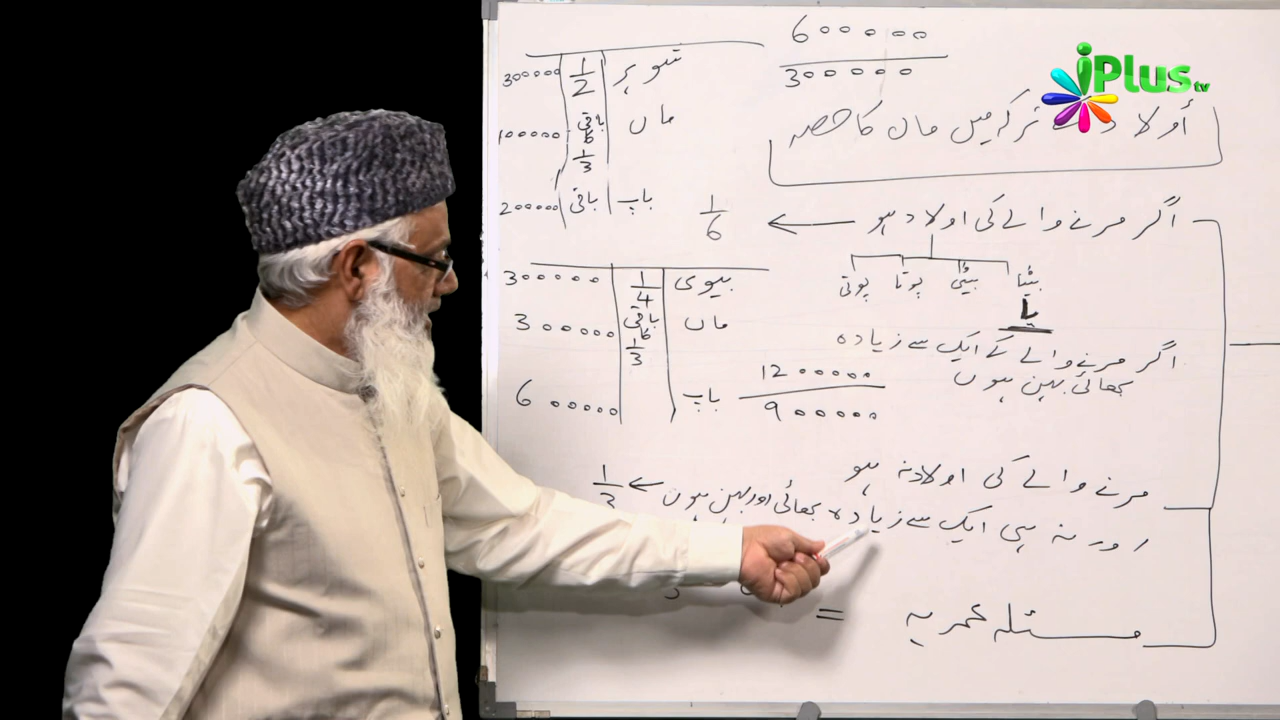 iPlus tv
600000
300000
أولاد کے ترکہ میں ماں کا حصہ
اگر مرنے والے کی اولاد ہو ← 1/6
بیٹا بیٹی پوتا پوتی
یا
اگر مرنے والے کے ایک سے زیادہ
بھائی بہن ہوں
مرنے والے کی اولاد نہ ہو
اور نہ ہی ایک سے زیادہ بھائی اور بہن ہوں ← 1/3
مسئلہ عمریہ =
شوہر 1/2 300000
ماں باقی کا 1/3 100000
باپ باقی 200000
بیوی 1/4 300000
ماں باقی کا 1/3 300000
باپ 600000
1200000
900000